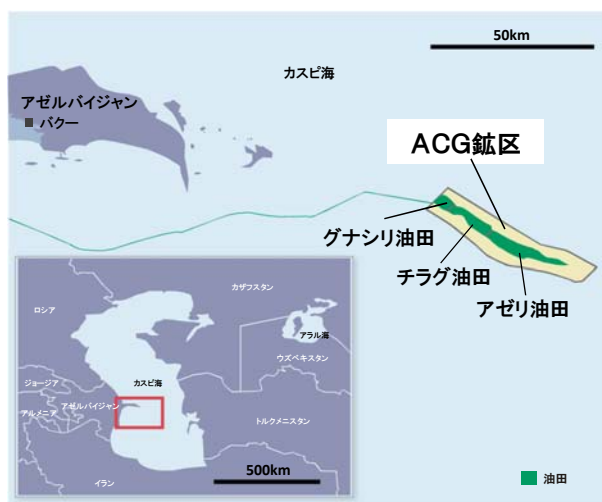 50km
カスピ海
アゼルバイジャン
バクー
ACG鉱区
グナシリ油田
チラグ油田
アゼリ油田
ロシア
カザフスタン
アラル海
ウズベキスタン
カスピ海
ジョージア
アルメニア
アゼルバイジャン
トルクメニスタン
イラン
500km
油田